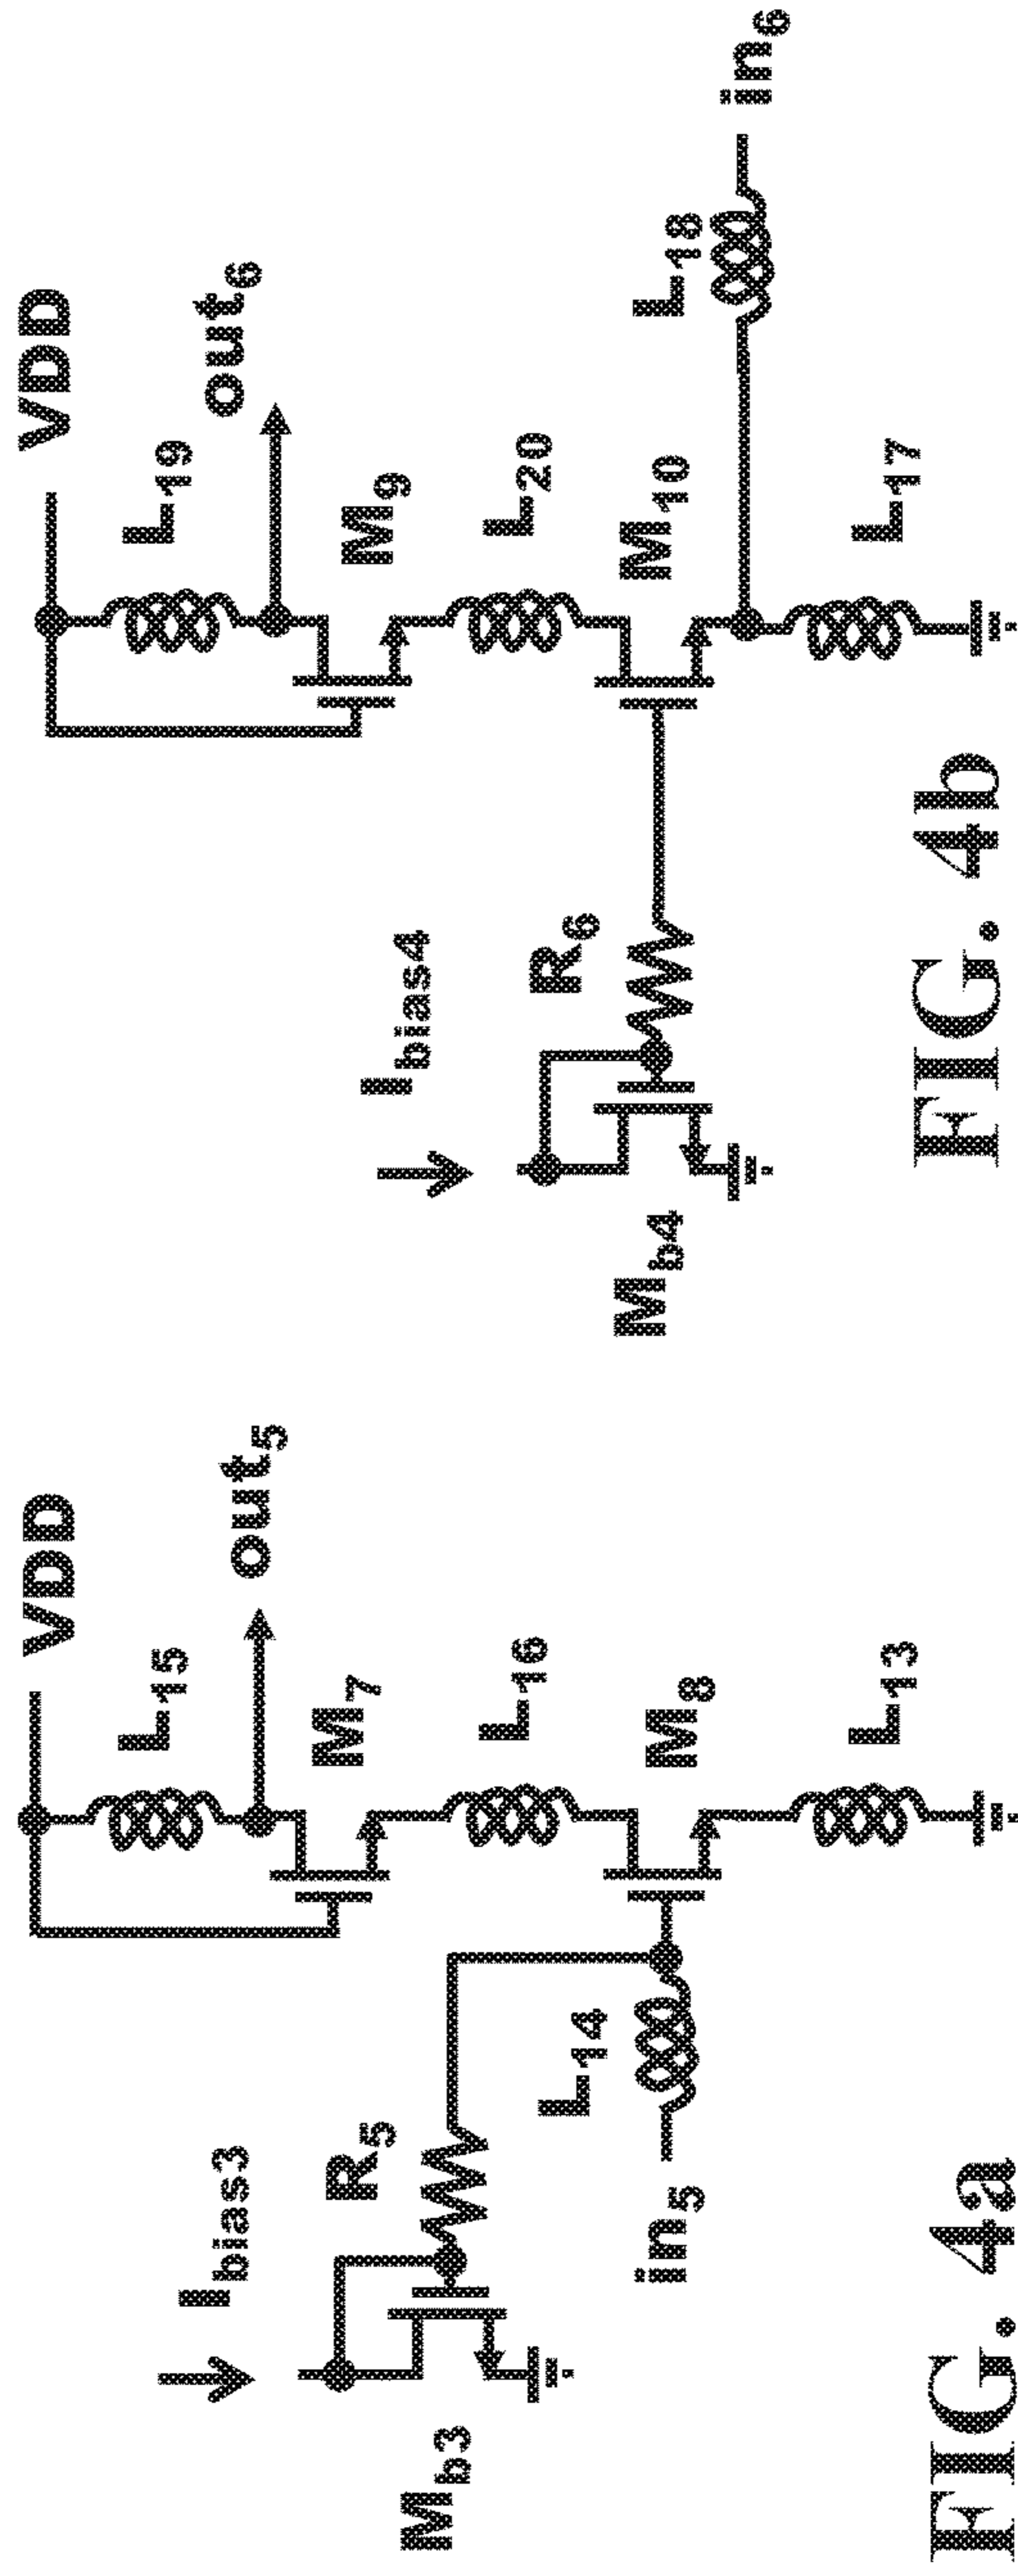 VDD
L15
out5
M7
L16
M8
L13
Ibias3
R5
L14
in5
Mb3
FIG. 4a
VDD
L19
out6
M9
L20
M10
L18
in6
L17
Ibias4
R6
Mb4
FIG. 4b